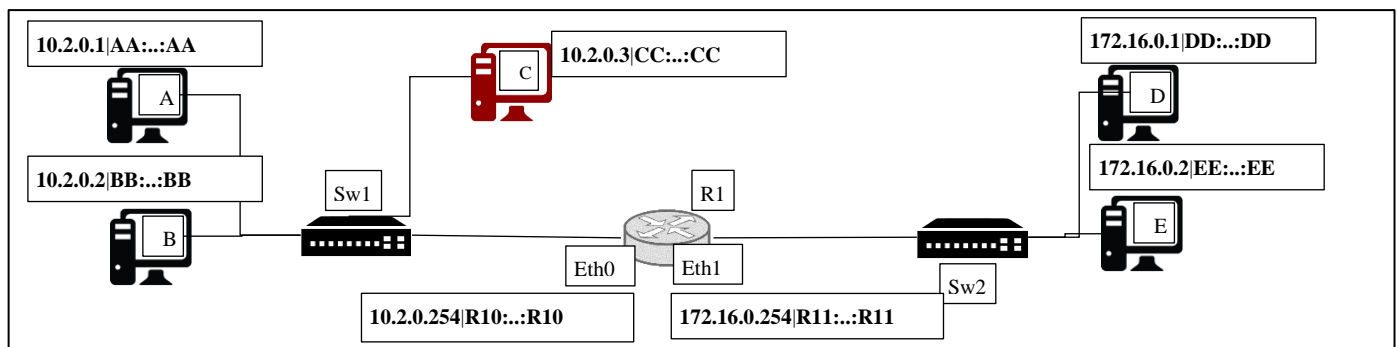 10.2.0.1|AA:..:AA
A
10.2.0.3|CC:..:CC
C
172.16.0.1|DD:..:DD
D
10.2.0.2|BB:..:BB
B
Sw1
R1
172.16.0.2|EE:..:EE
E
Eth0
Eth1
Sw2
10.2.0.254|R10:..:R10
172.16.0.254|R11:..:R11